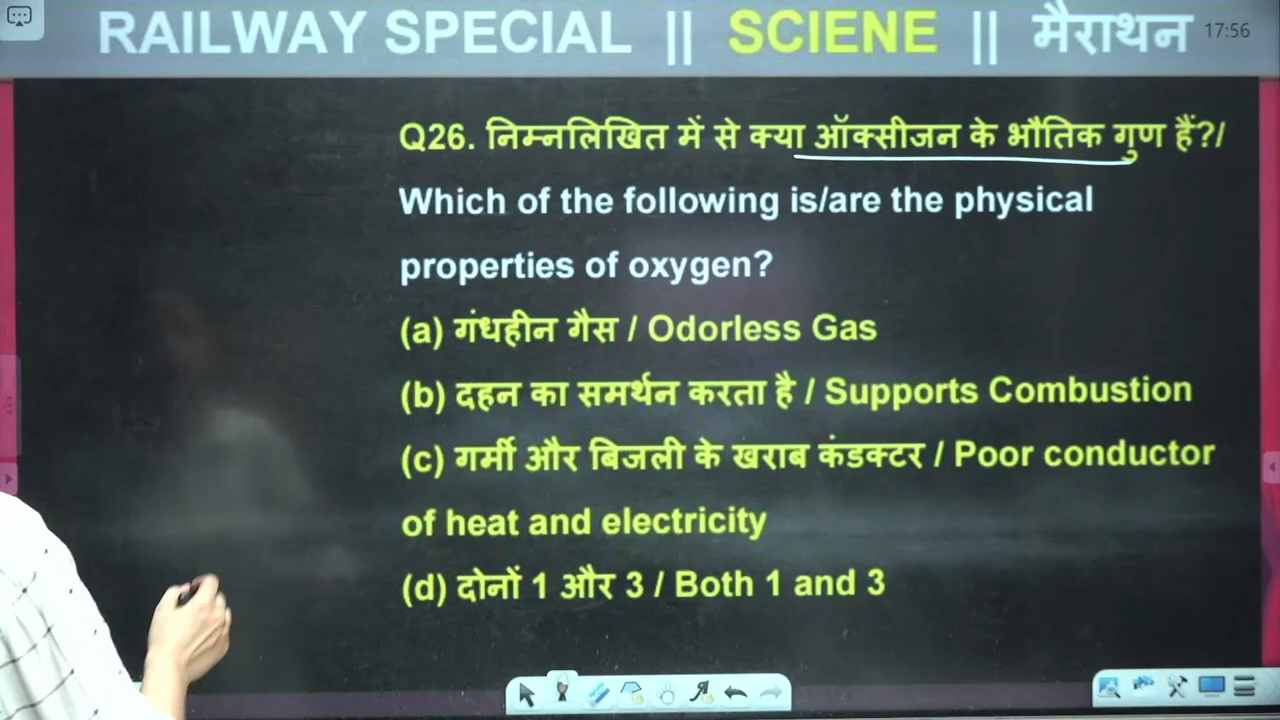 RAILWAY SPECIAL || SCIENE || मैराथन 17:56
Q26. निम्नलिखित में से क्या ऑक्सीजन के भौतिक गुण हैं?/
Which of the following is/are the physical
properties of oxygen?
(a) गंधहीन गैस / Odorless Gas
(b) दहन का समर्थन करता है / Supports Combustion
(c) गर्मी और बिजली के खराब कंडक्टर / Poor conductor
of heat and electricity
(d) दोनों 1 और 3 / Both 1 and 3